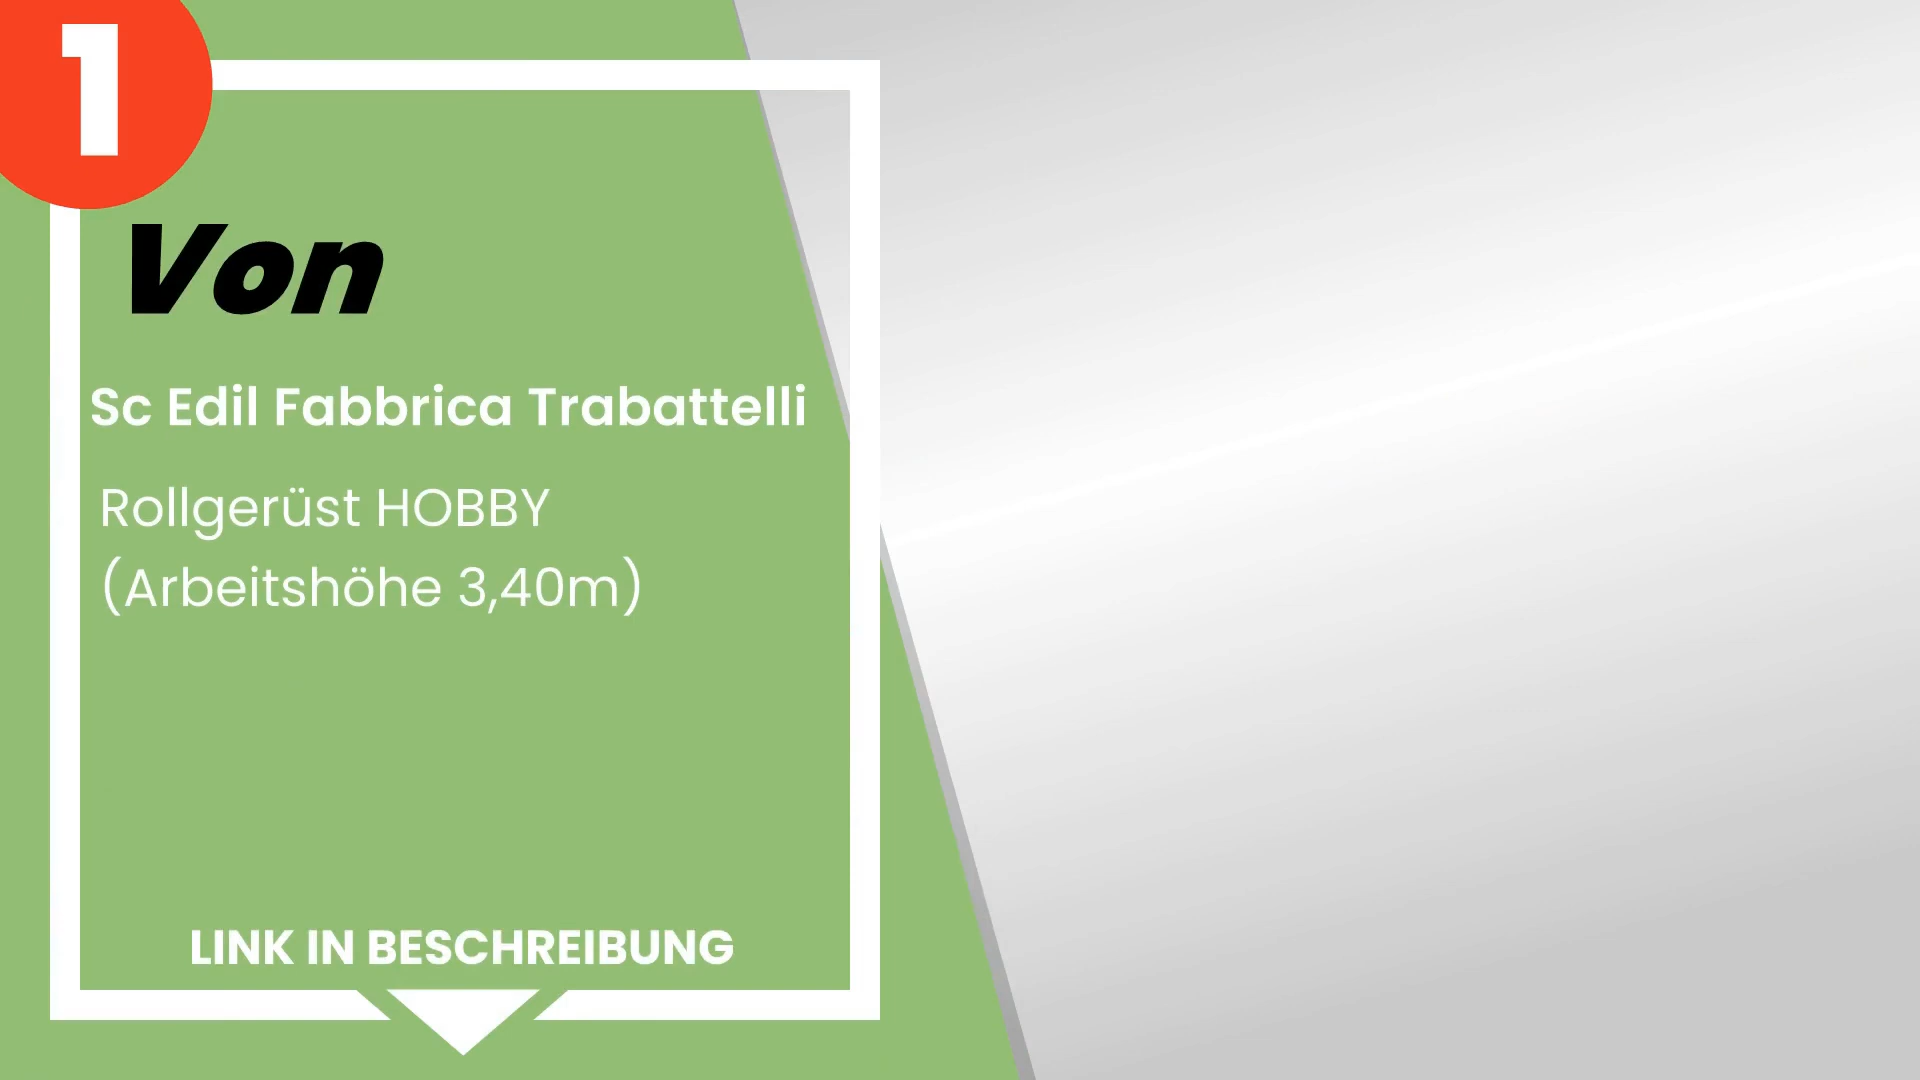 1
Von
Sc Edil Fabbrica Trabattelli
Rollgerüst HOBBY
(Arbeitshöhe 3,40m)
LINK IN BESCHREIBUNG